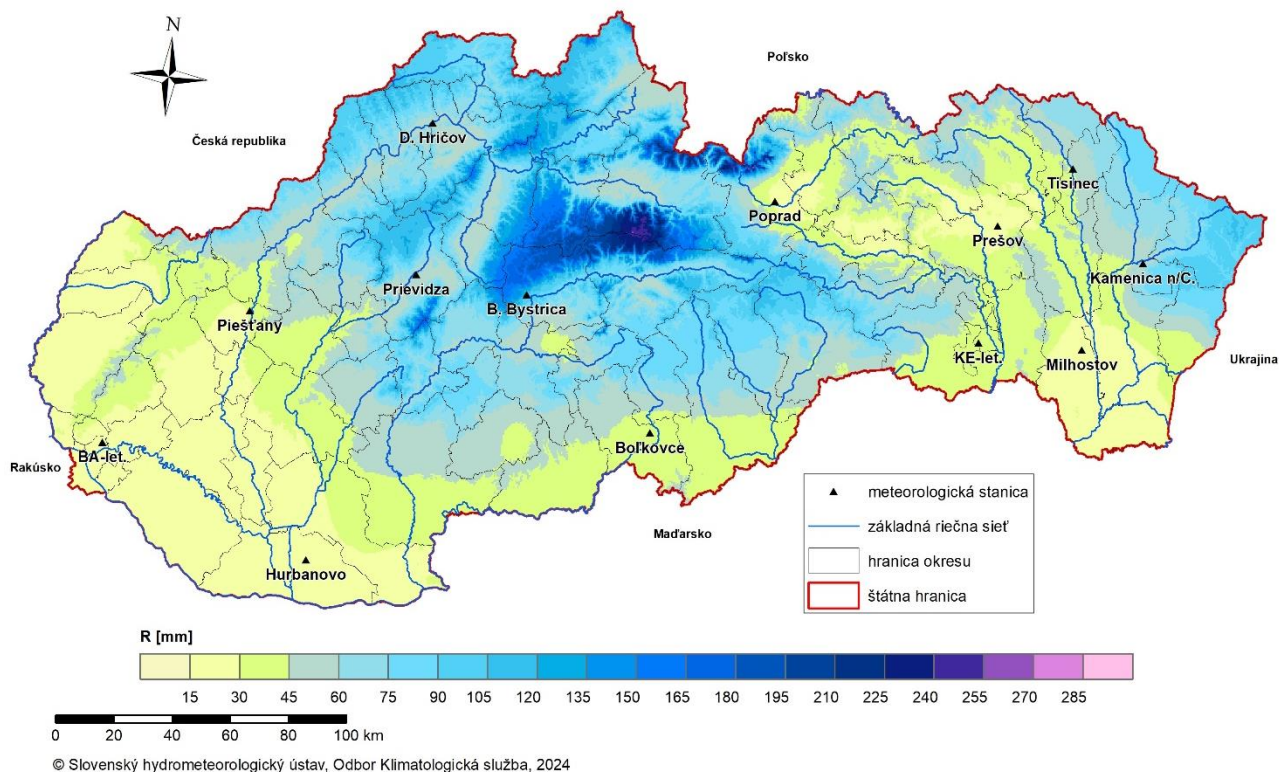 N
Poľsko
Česká republika
D. Hričov
Tisinec
Poprad
Prešov
Prievidza
Kamenica n/C.
B. Bystrica
Piešťany
KE-let.
Milhostov
Ukrajina
Boľkovce
BA-let.
Rakúsko
Maďarsko
Hurbanovo
meteorologická stanica
základná riečna sieť
hranica okresu
štátna hranica
R [mm]
15 30 45 60 75 90 105 120 135 150 165 180 195 210 225 240 255 270 285
0 20 40 60 80 100 km
© Slovenský hydrometeorologický ústav, Odbor Klimatologická služba, 2024